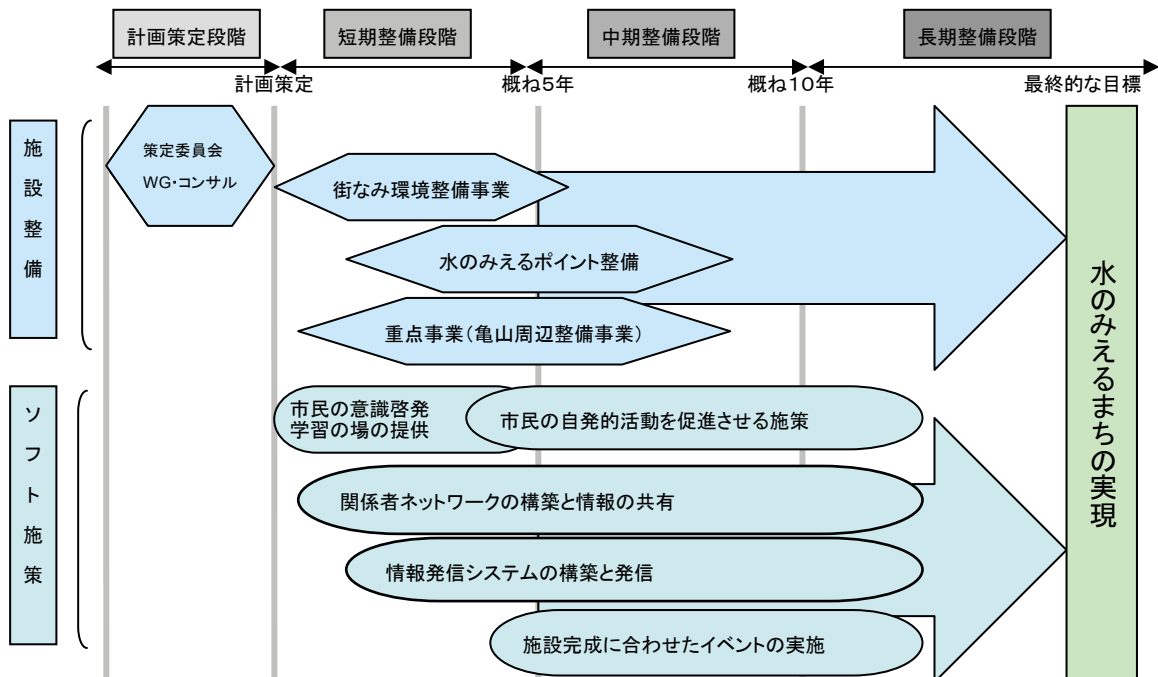 計画策定段階
短期整備段階
中期整備段階
長期整備段階
計画策定
概ね5年
概ね10年
最終的な目標
施設整備
策定委員会
WG・コンサル
街なみ環境整備事業
水のみえるポイント整備
重点事業(亀山周辺整備事業)
ソフト施策
市民の意識啓発
学習の場の提供
市民の自発的活動を促進させる施策
関係者ネットワークの構築と情報の共有
情報発信システムの構築と発信
施設完成に合わせたイベントの実施
水のみえるまちの実現